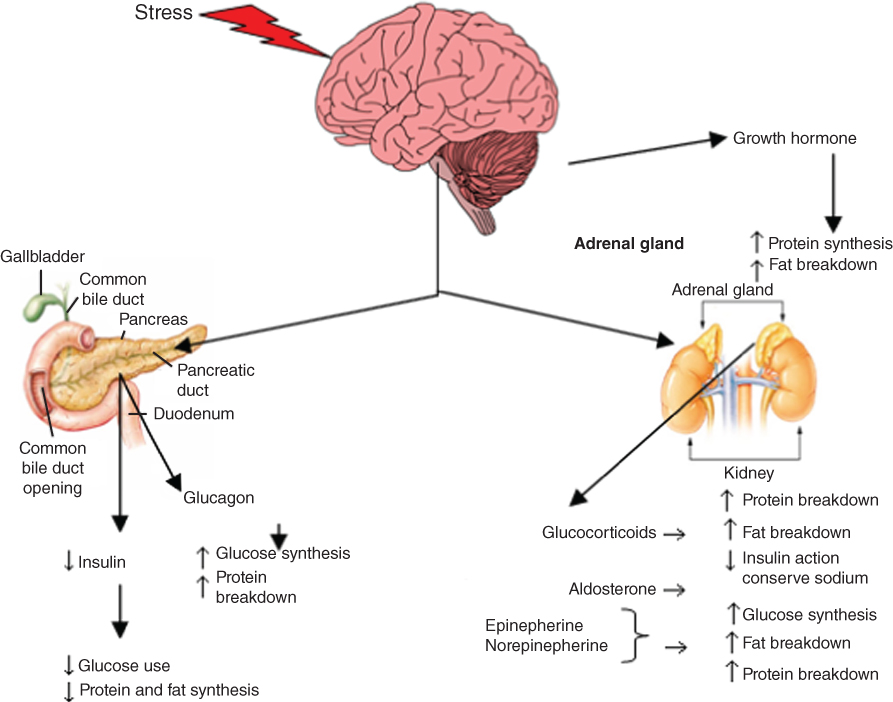 Stress
Growth hormone
Adrenal gland
↑ Protein synthesis
↑ Fat breakdown
Gallbladder
Common
bile duct
Pancreas
Pancreatic
duct
Duodenum
Common
bile duct
opening
Adrenal gland
Kidney
Glucagon
↓ Insulin
↑ Glucose synthesis
↑ Protein
breakdown
↓ Glucose use
↓ Protein and fat synthesis
Glucocorticoids →
↑ Protein breakdown
↑ Fat breakdown
↓ Insulin action
conserve sodium
Aldosterone →
Epinepherine
Norepinepherine
} →
↑ Glucose synthesis
↑ Fat breakdown
↑ Protein breakdown